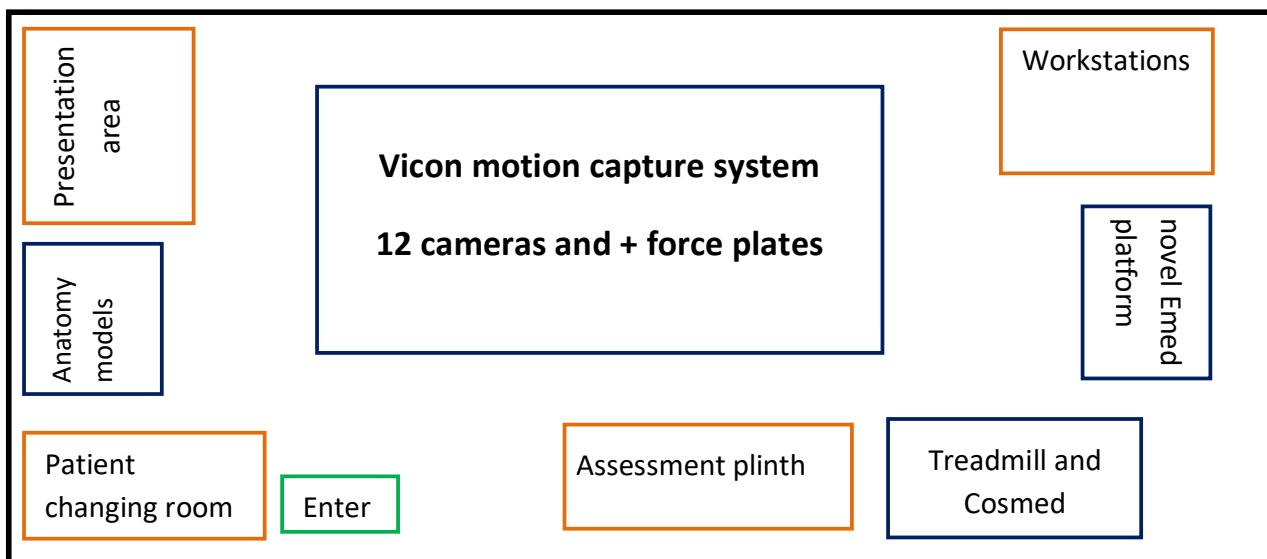 Presentation
area
Vicon motion capture system
12 cameras and + force plates
Workstations
Anatomy
models
novel Emed
platform
Patient
changing room
Enter
Assessment plinth
Treadmill and
Cosmed